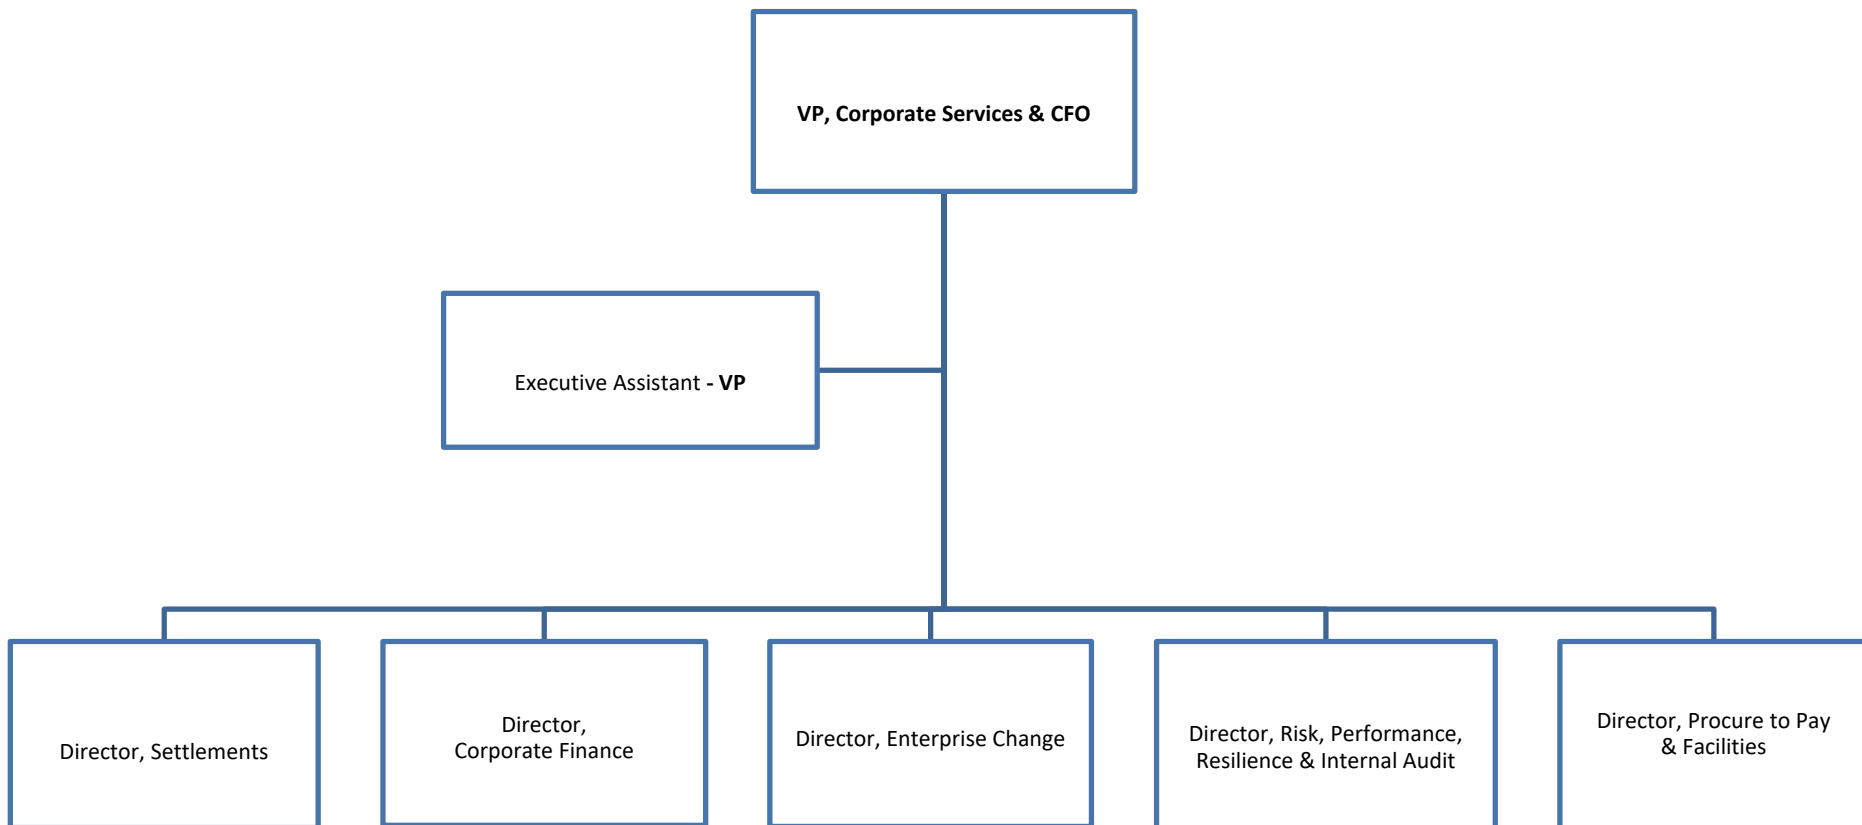 VP, Corporate Services & CFO
Executive Assistant - VP
Director, Settlements
Director,
Corporate Finance
Director, Enterprise Change
Director, Risk, Performance,
Resilience & Internal Audit
Director, Procure to Pay
& Facilities